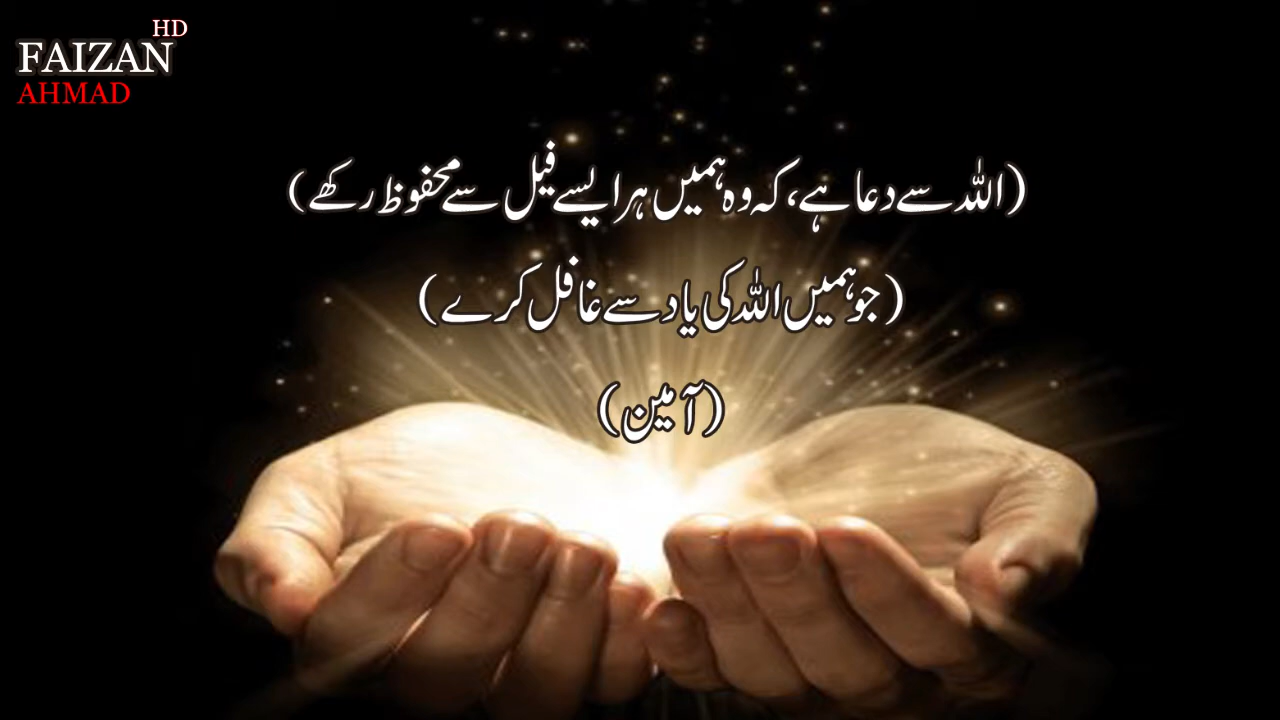 HD
FAIZAN
AHMAD
(اللہ سے دعا ہے، کہ وہ ہمیں ہر ایسے فیل سے محفوظ رکھے)
(جو ہمیں اللہ کی یاد سے غافل کرے)
(آمین)